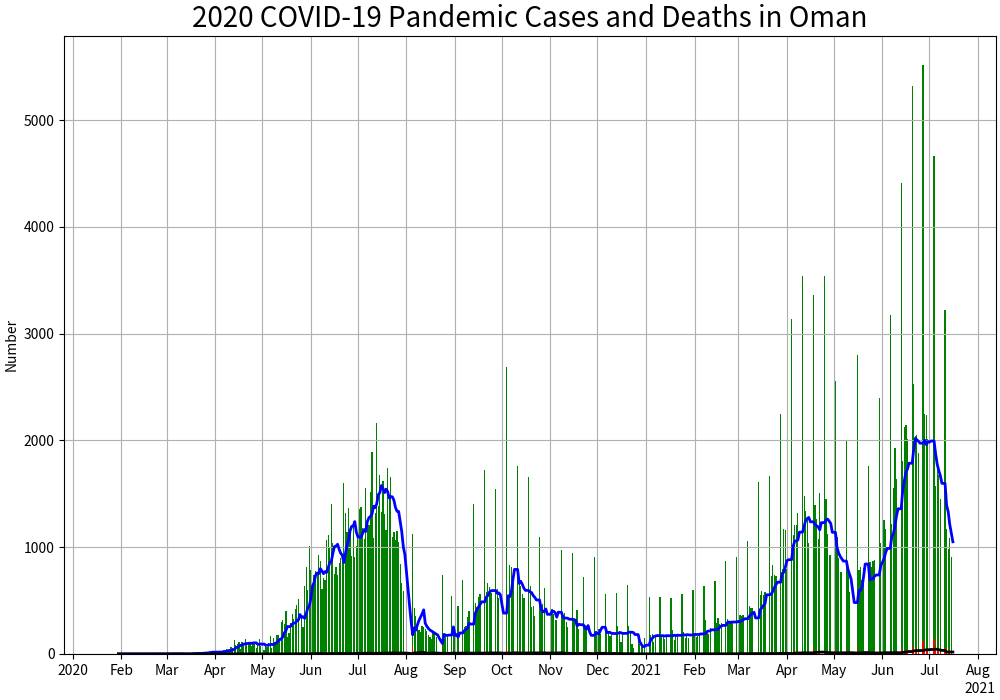 2020 COVID-19 Pandemic Cases and Deaths in Oman
Number
5000
4000
3000
2000
1000
0
2020 Feb Mar Apr May Jun Jul Aug Sep Oct Nov Dec 2021 Feb Mar Apr May Jun Jul Aug
2021